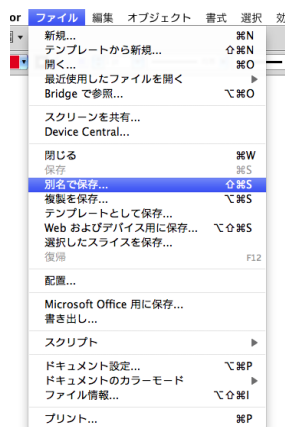 or ファイル 編集 オブジェクト 書式 選択 効
新規... ⌘N
テンプレートから新規... ⇧⌘N
開く... ⌘O
最近使用したファイルを開く ▶
Bridge で参照... ⌥⌘O
スクリーンを共有...
Device Central...
閉じる ⌘W
保存 ⌘S
別名で保存... ⇧⌘S
複製を保存... ⌥⌘S
テンプレートとして保存...
Web およびデバイス用に保存... ⌥⇧⌘S
選択したスライスを保存...
復帰 F12
配置...
Microsoft Office 用に保存...
書き出し...
スクリプト ▶
ドキュメント設定... ⌥⌘P
ドキュメントのカラーモード ▶
ファイル情報... ⌥⇧⌘I
プリント... ⌘P